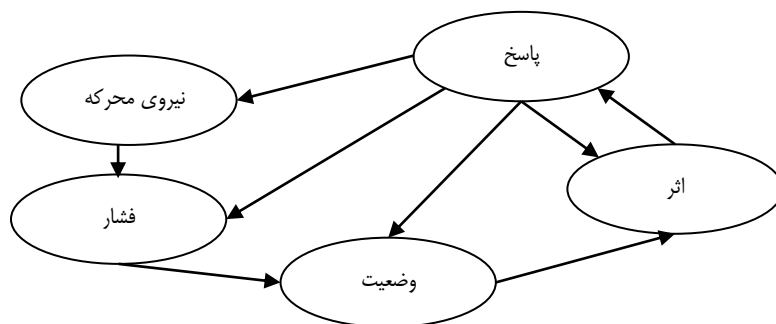 پاسخ
نیروی محرکه
اثر
فشار
وضعیت